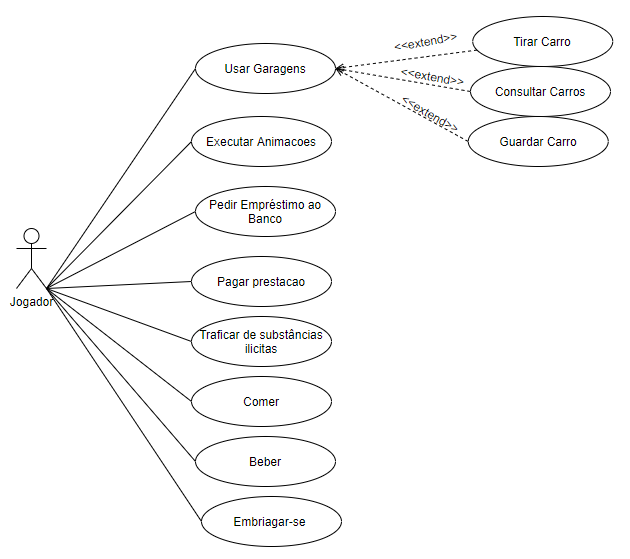 Tirar Carro
<<extend>>
Usar Garagens
<<extend>>
Consultar Carros
<<extend>>
Executar Animacoes
Guardar Carro
Pedir Empréstimo ao
Banco
Pagar prestacao
Jogador
Traficar de substâncias
ilicitas
Comer
Beber
Embriagar-se